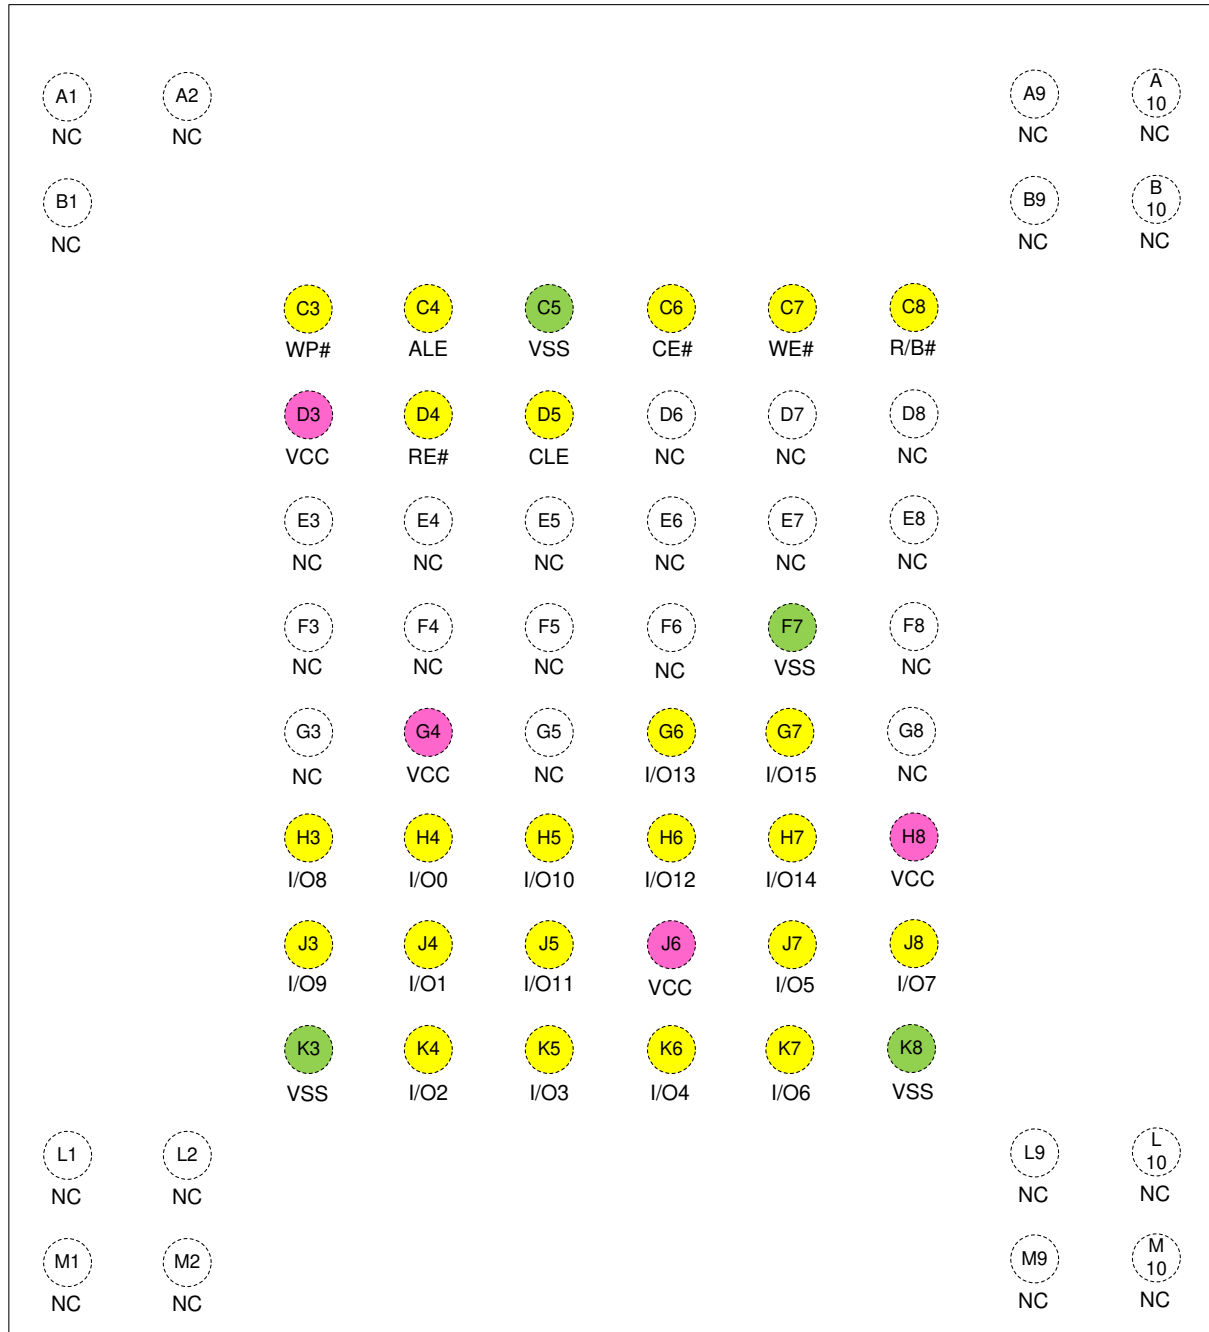 A1 A2 A9 A 10
NC NC NC NC
B1 B9 B 10
NC NC NC
C3 C4 C5 C6 C7 C8
WP# ALE VSS CE# WE# R/B#
D3 D4 D5 D6 D7 D8
VCC RE# CLE NC NC NC
E3 E4 E5 E6 E7 E8
NC NC NC NC NC NC
F3 F4 F5 F6 F7 F8
NC NC NC NC VSS NC
G3 G4 G5 G6 G7 G8
NC VCC NC I/O13 I/O15 NC
H3 H4 H5 H6 H7 H8
I/O8 I/O0 I/O10 I/O12 I/O14 VCC
J3 J4 J5 J6 J7 J8
I/O9 I/O1 I/O11 VCC I/O5 I/O7
K3 K4 K5 K6 K7 K8
VSS I/O2 I/O3 I/O4 I/O6 VSS
L1 L2 L9 L 10
NC NC NC NC
M1 M2 M9 M 10
NC NC NC NC